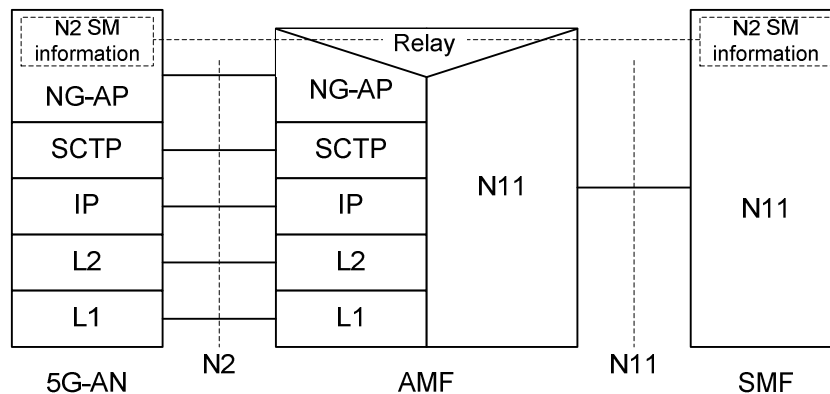 N2 SM
information
Relay
N2 SM
information
NG-AP
NG-AP
SCTP
SCTP
N11
IP
IP
N11
L2
L2
L1
L1
N2
N11
5G-AN
AMF
SMF